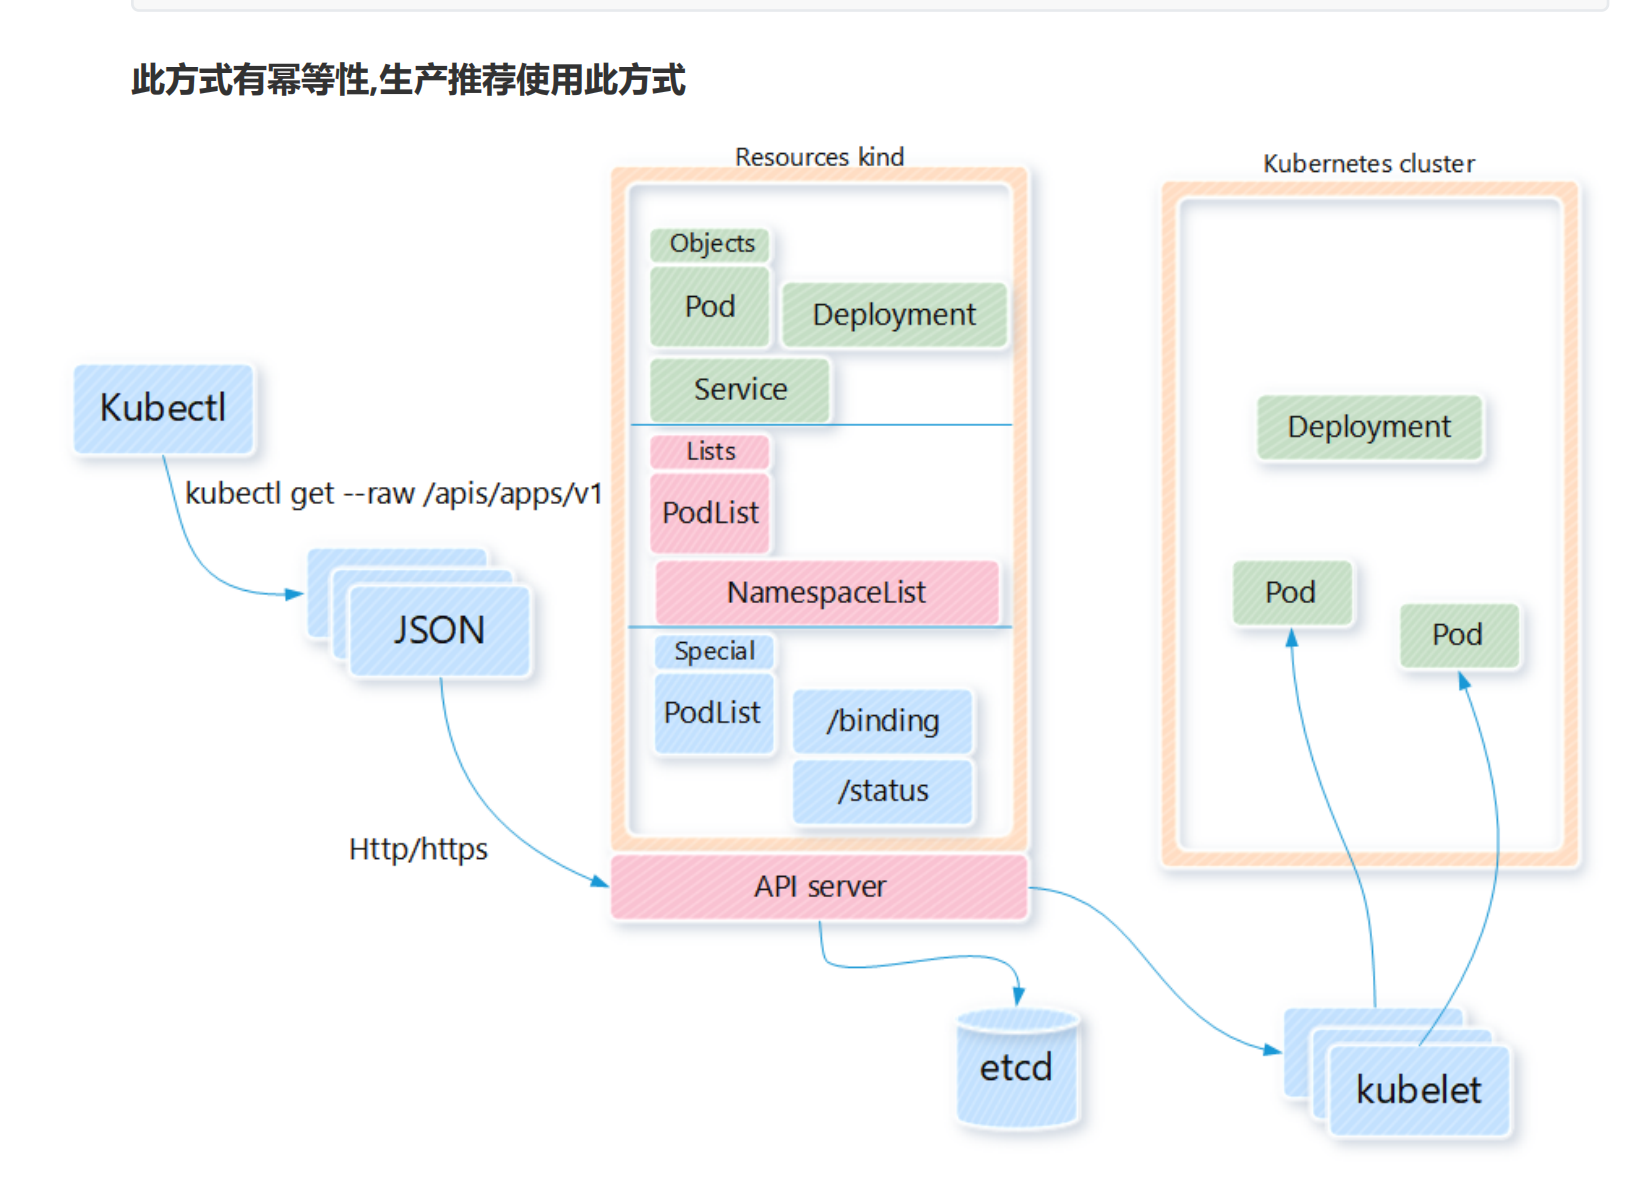 此方式有幂等性,生产推荐使用此方式
Resources kind
Kubernetes cluster
Objects
Pod
Deployment
Service
Kubectl
Deployment
Lists
kubectl get --raw /apis/apps/v1
PodList
NamespaceList
Pod
JSON
Pod
Special
PodList
/binding
/status
Http/https
API server
etcd
kubelet